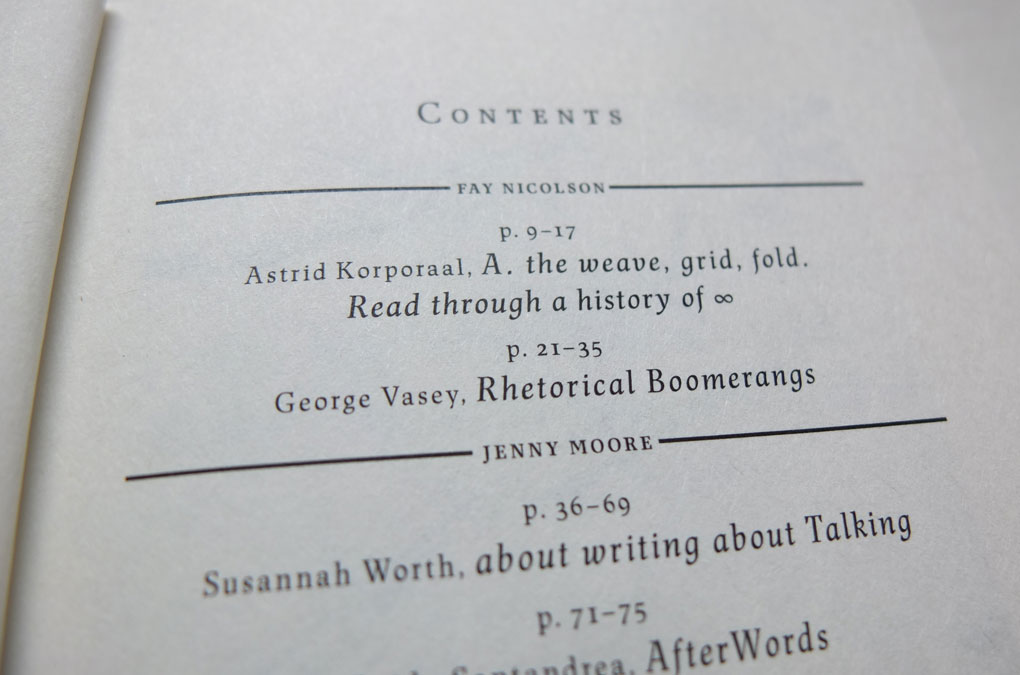 CONTENTS
FAY NICOLSON
p. 9–17
Astrid Korporaal, A. the weave, grid, fold.
Read through a history of ∞
p. 21–35
George Vasey, Rhetorical Boomerangs
JENNY MOORE
p. 36–69
Susannah Worth, about writing about Talking
p. 71–75
Santandrea, AfterWords